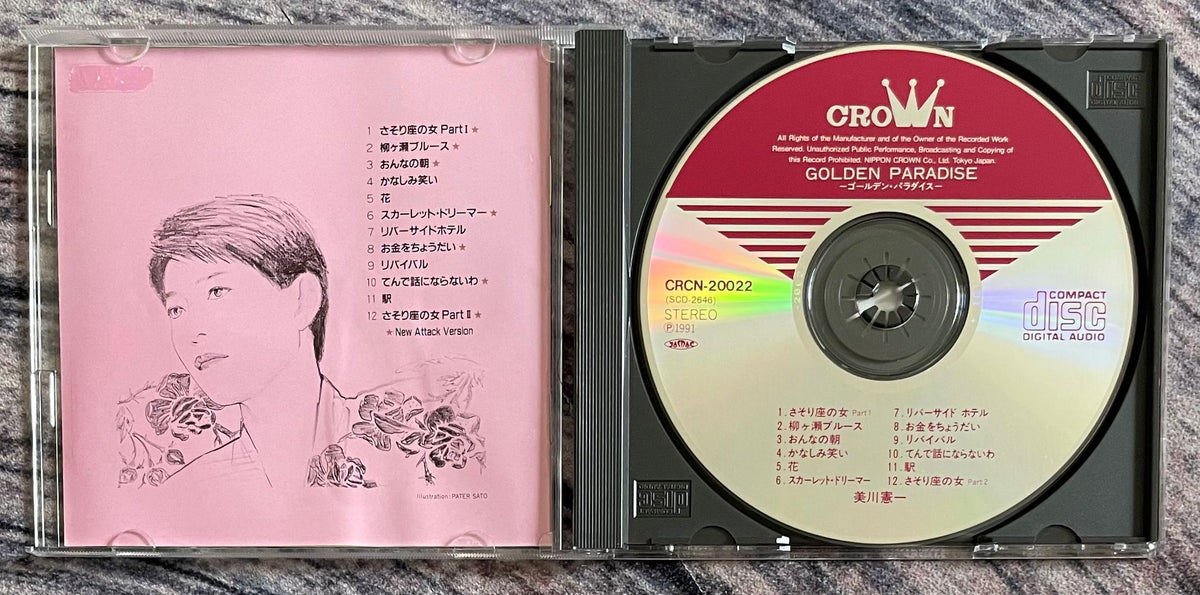 1 さそり座の女 Part I ★
2 柳ヶ瀬ブルース ★
3 おんなの朝 ★
4 かなしみ笑い
5 花
6 スカーレット・ドリーマー ★
7 リバーサイドホテル
8 お金をちょうだい ★
9 リバイバル
10 てんで話にならないわ ★
11 駅
12 さそり座の女 Part II ★
★ New Attack Version
Illustration: PATER SATO
CROWN
All Rights of the Manufacturer and of the Owner of the Recorded Work
Reserved. Unauthorized Public Performance, Broadcasting and Copying of
this Record Prohibited. NIPPON CROWN Co., Ltd. Tokyo Japan.
GOLDEN PARADISE
－ゴールデン・パラダイス－
CRCN-20022
(SCD-2646)
STEREO
Ⓟ1991
JASRAC
COMPACT
disc
DIGITAL AUDIO
1. さそり座の女 Part 1
2. 柳ヶ瀬ブルース
3. おんなの朝
4. かなしみ笑い
5. 花
6. スカーレット・ドリーマー
7. リバーサイド ホテル
8. お金をちょうだい
9. リバイバル
10. てんで話にならないわ
11. 駅
12. さそり座の女 Part 2
美川憲一
COMPACT
disc
DIGITAL AUDIO